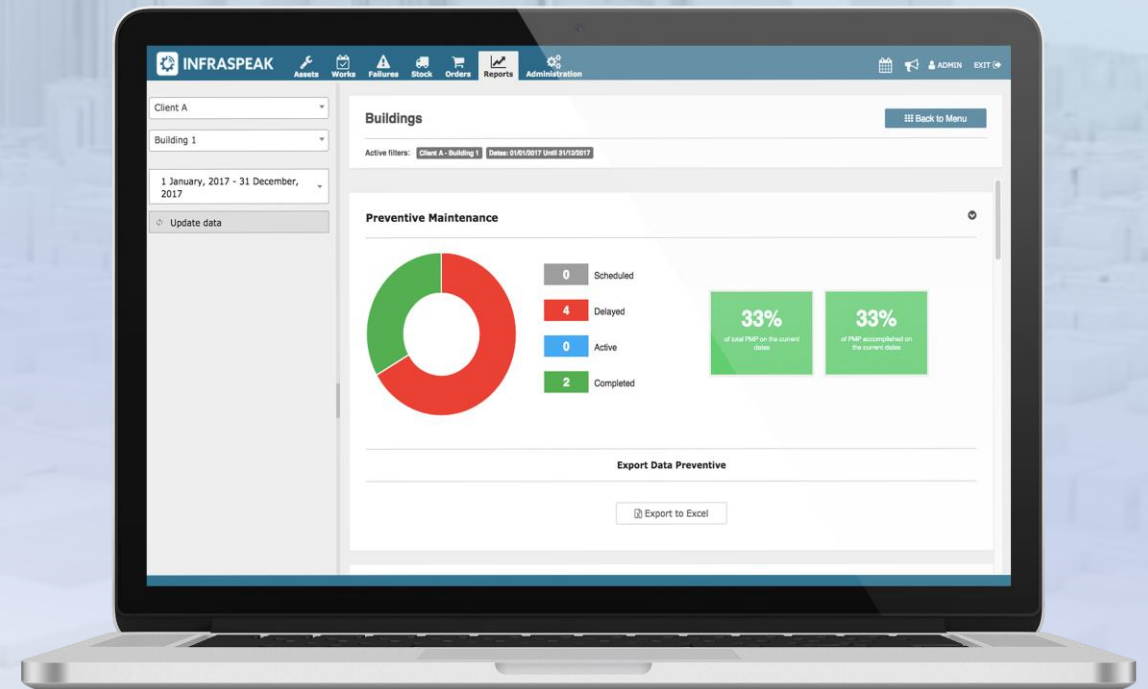 INFRASPEAK
Assets
Works
Failures
Stock
Orders
Reports
Administration
ADMIN
EXIT
Client A
Building 1
1 January, 2017 - 31 December,
2017
Update data
Buildings
Back to Menu
Active filters: Client A - Building 1 Dates: 01/01/2017 Until 31/12/2017
Preventive Maintenance
0 Scheduled
4 Delayed
0 Active
2 Completed
33%
of total PMP on the current
dates
33%
of PMP accomplished on
the current dates
Export Data Preventive
Export to Excel